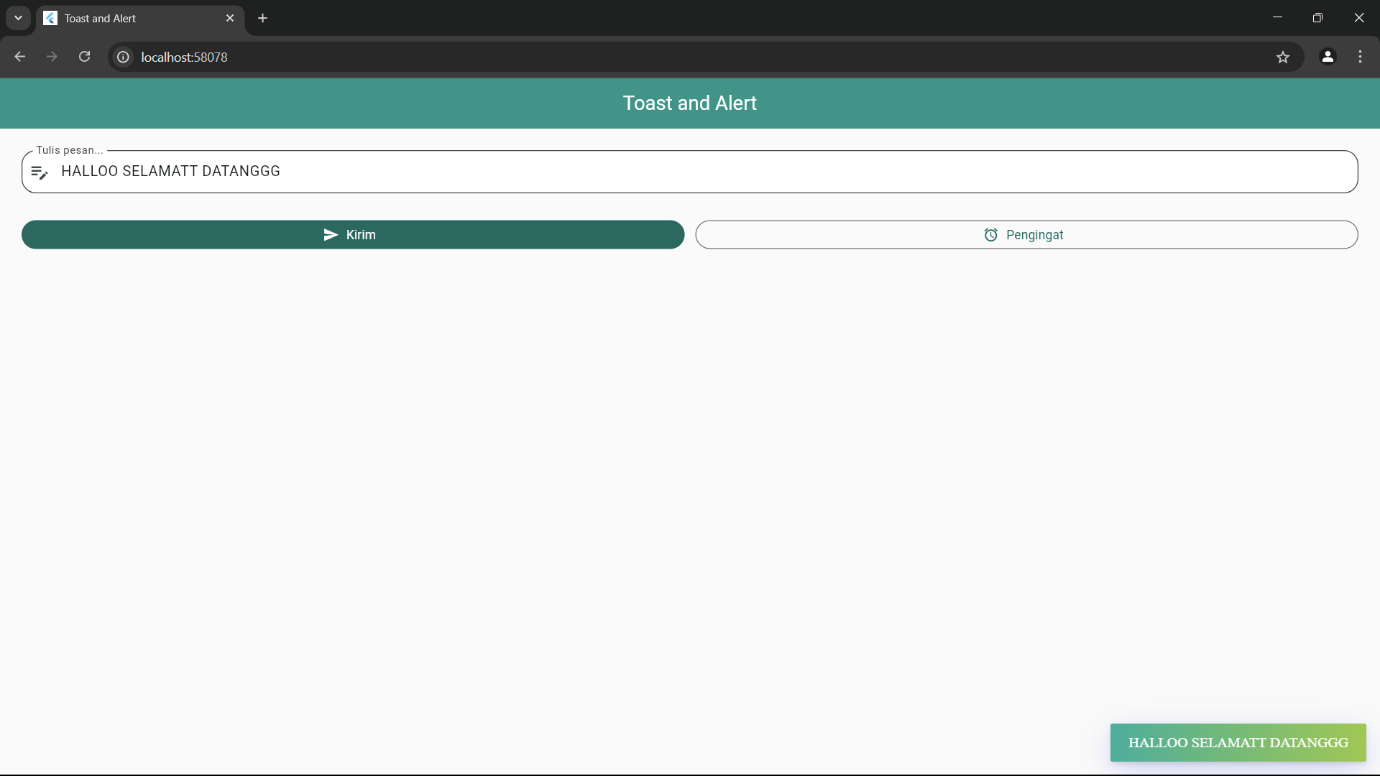 Toast and Alert
localhost:58078
Toast and Alert
Tulis pesan...
HALLOO SELAMATT DATANGGG
Kirim
Pengingat
HALLOO SELAMATT DATANGGG